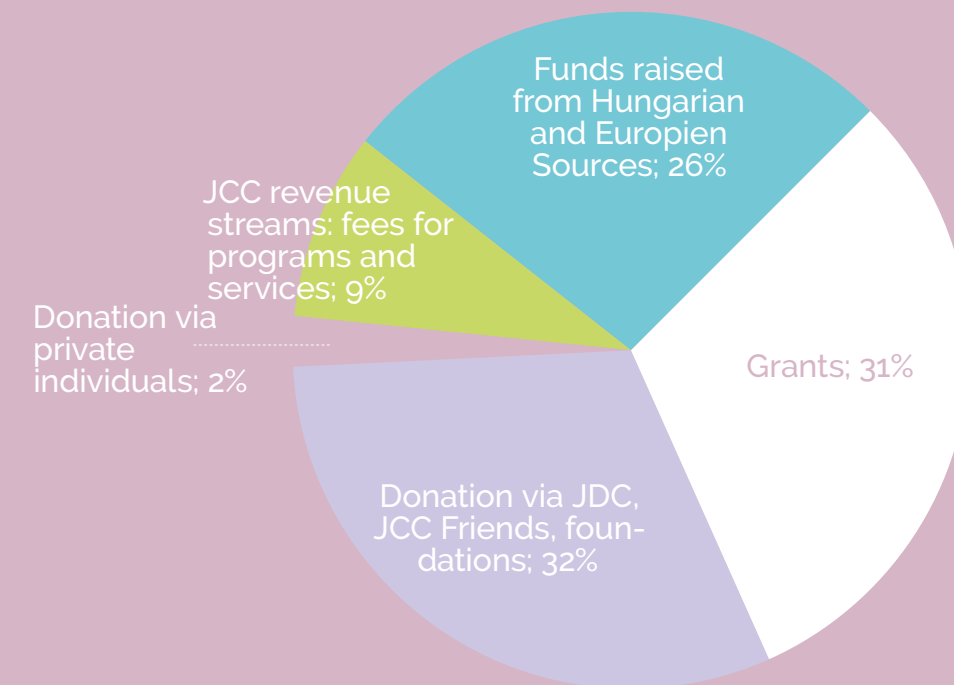 Funds raised
from Hungarian
and Europien
Sources; 26%
JCC revenue
streams: fees for
programs and
services; 9%
Donation via
private
individuals; 2%
Grants; 31%
Donation via JDC,
JCC Friends, foun-
dations; 32%